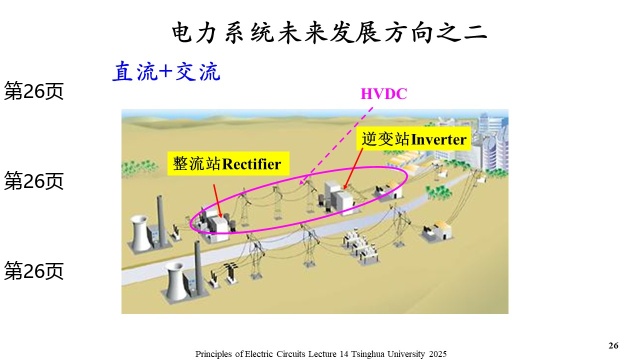 电力系统未来发展方向之二
直流+交流
第26页
HVDC
逆变站Inverter
整流站Rectifier
第26页
第26页
26
Principles of Electric Circuits Lecture 14 Tsinghua University 2025